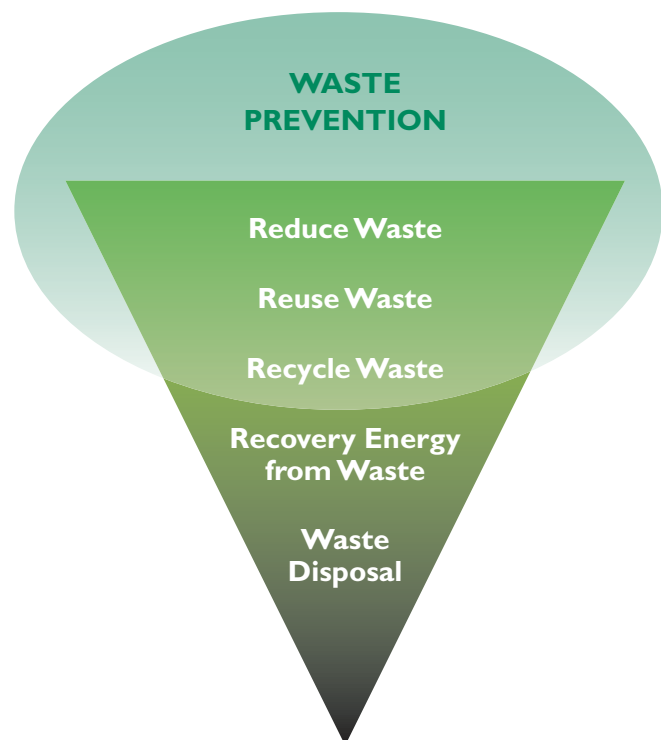 WASTE
PREVENTION
Reduce Waste
Reuse Waste
Recycle Waste
Recovery Energy
from Waste
Waste
Disposal